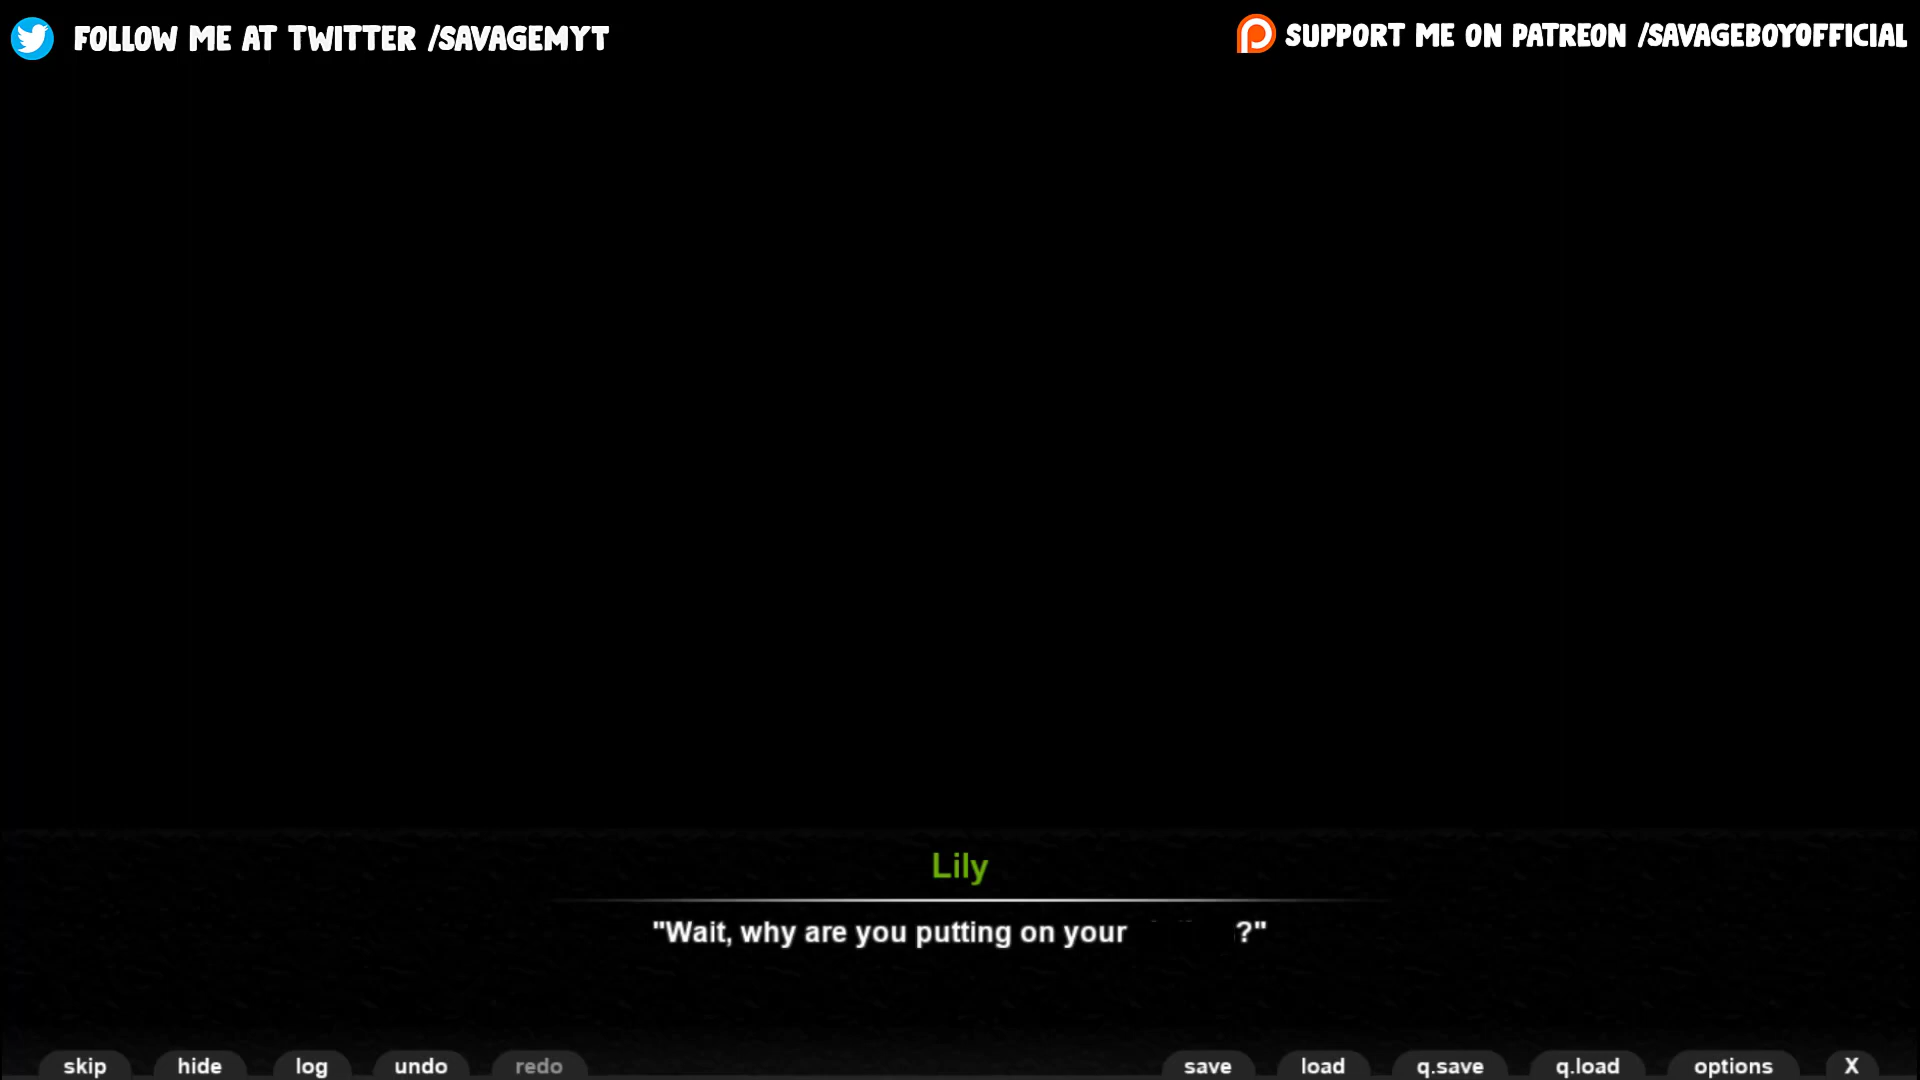 FOLLOW ME AT TWITTER /SAVAGEMYT
SUPPORT ME ON PATREON /SAVAGEBOYOFFICIAL
Lily
"Wait, why are you putting on your ?"
skip hide log undo redo save load q.save q.load options X